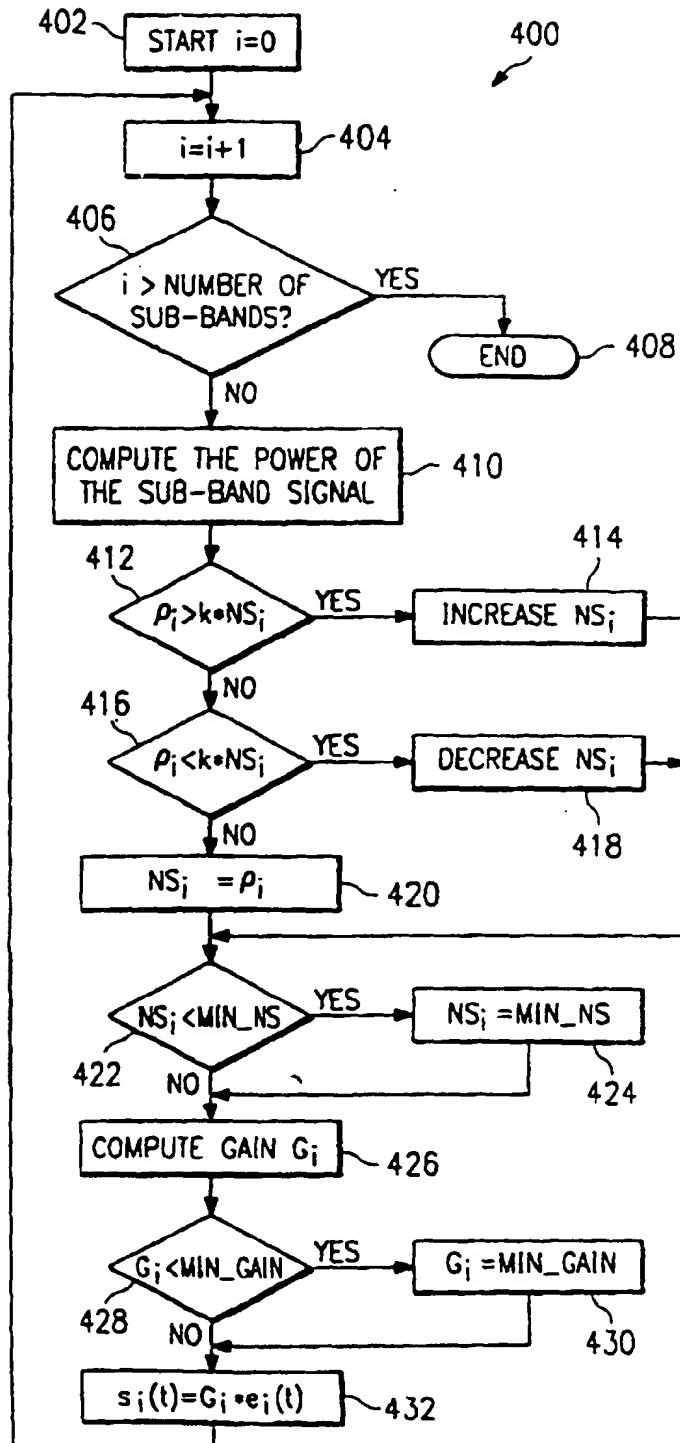 402
START i=0
400
i=i+1
404
406
i > NUMBER OF
SUB-BANDS?
YES
END
408
NO
COMPUTE THE POWER OF
THE SUB-BAND SIGNAL
410
412
ρi>k*NSi
YES
414
INCREASE NSi
NO
416
ρi<k*NSi
YES
DECREASE NSi
418
NO
NSi =ρi
420
NSi<MIN_NS
YES
NSi=MIN_NS
422
NO
424
COMPUTE GAIN Gi
426
Gi<MIN_GAIN
YES
Gi=MIN_GAIN
428
NO
430
si(t)=Gi*ei(t)
432